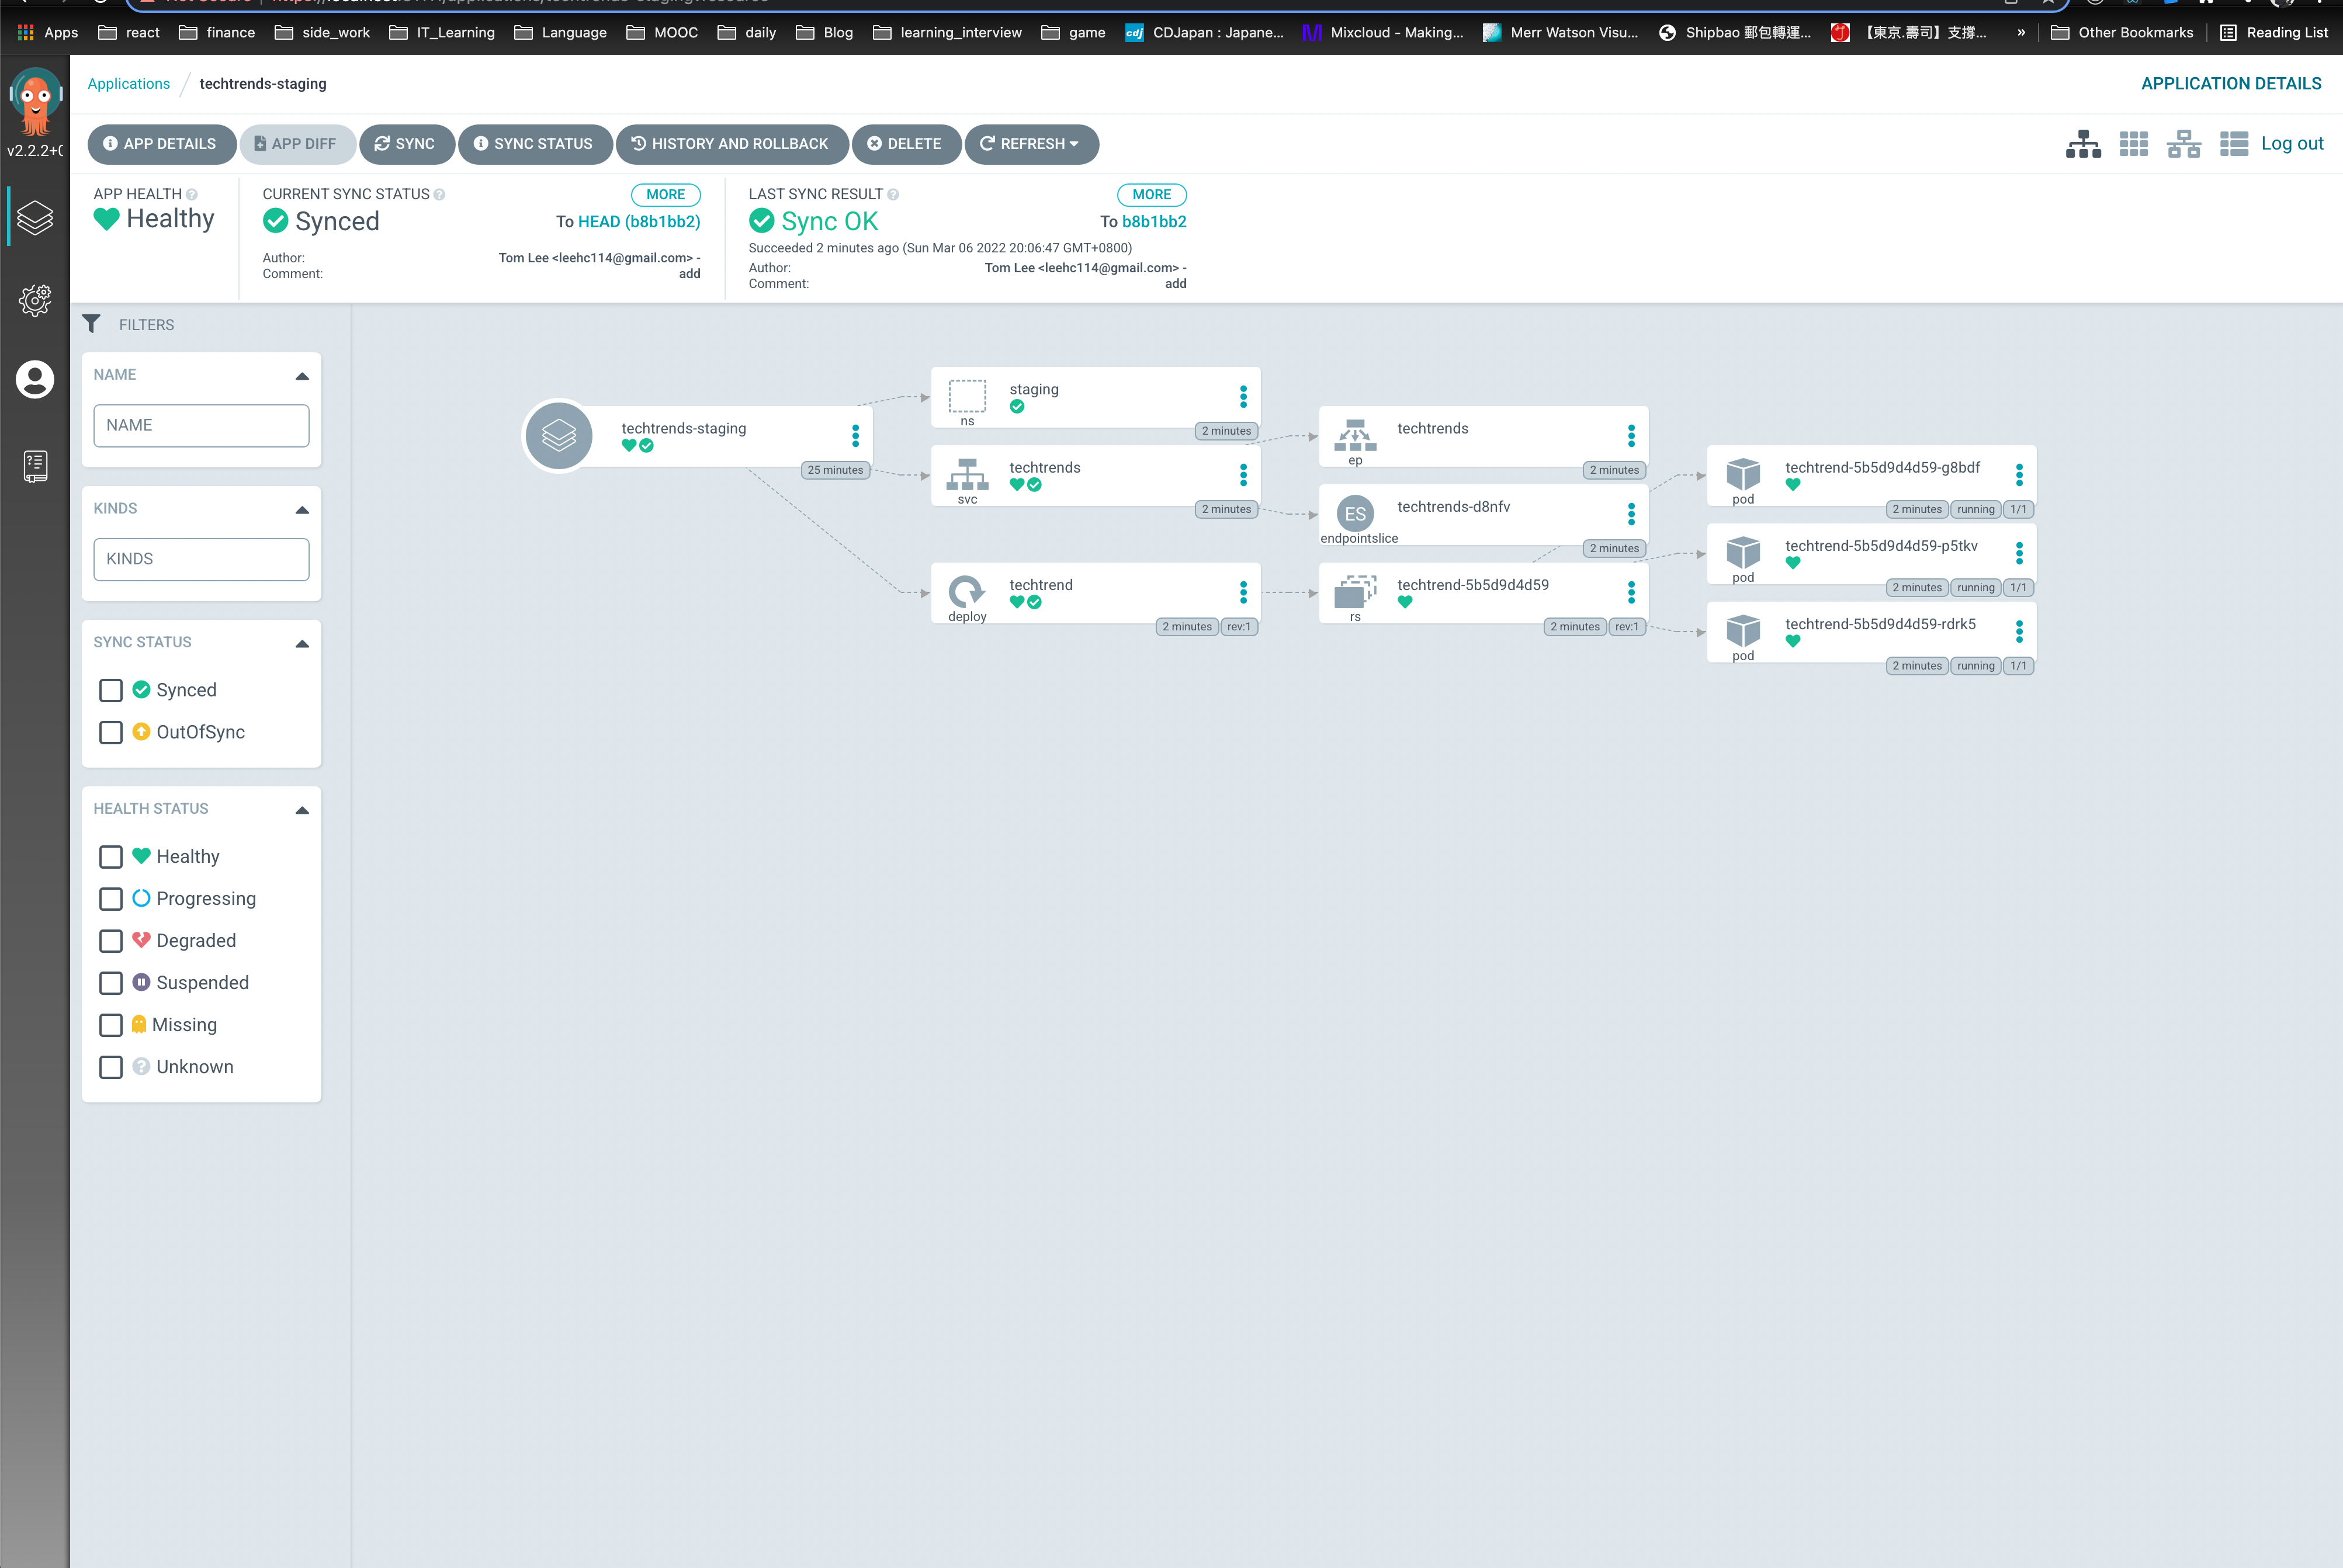 Apps react finance side_work IT_Learning Language MOOC daily Blog learning_interview game CDJapan : Japane... Mixcloud - Making... Merr Watson Visu... Shipbao 郵包轉運... 【東京.壽司】支撐... » Other Bookmarks Reading List
Applications / techtrends-staging APPLICATION DETAILS
v2.2.2+
APP DETAILS APP DIFF SYNC SYNC STATUS HISTORY AND ROLLBACK DELETE REFRESH Log out
APP HEALTH
Healthy
CURRENT SYNC STATUS MORE
Synced To HEAD (b8b1bb2)
Author: Tom Lee <leehc114@gmail.com> -
Comment: add
LAST SYNC RESULT MORE
Sync OK To b8b1bb2
Succeeded 2 minutes ago (Sun Mar 06 2022 20:06:47 GMT+0800)
Author: Tom Lee <leehc114@gmail.com> -
Comment: add
FILTERS
NAME
NAME
KINDS
KINDS
SYNC STATUS
Synced
OutOfSync
HEALTH STATUS
Healthy
Progressing
Degraded
Suspended
Missing
Unknown
techtrends-staging
25 minutes
staging
ns
2 minutes
techtrends
svc
2 minutes
techtrend
deploy
2 minutes rev:1
techtrends
ep
2 minutes
ES
techtrends-d8nfv
endpointslice
2 minutes
techtrend-5b5d9d4d59
rs
2 minutes rev:1
techtrend-5b5d9d4d59-g8bdf
pod
2 minutes running 1/1
techtrend-5b5d9d4d59-p5tkv
pod
2 minutes running 1/1
techtrend-5b5d9d4d59-rdrk5
pod
2 minutes running 1/1